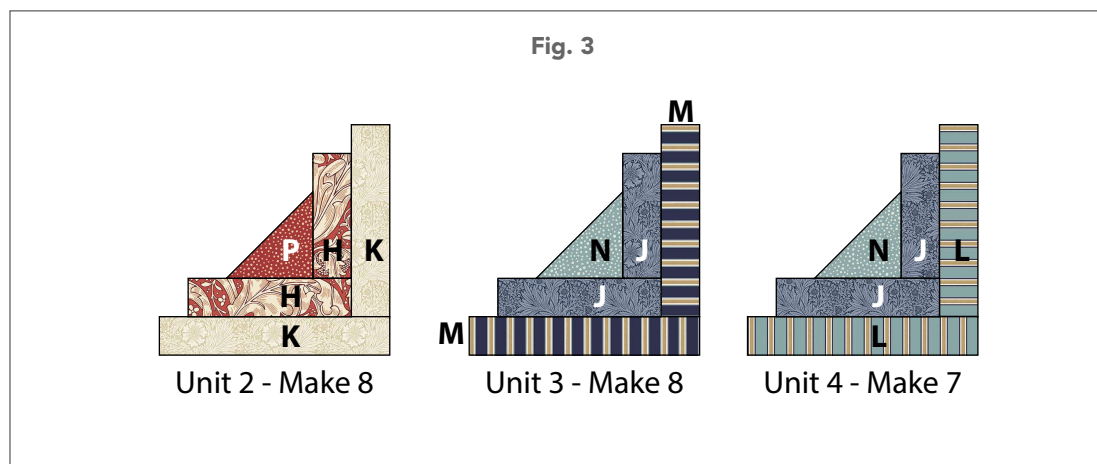 Fig. 3
M
P H K
H
K
N J
J
M
N J L
J
L
Unit 2 - Make 8
Unit 3 - Make 8
Unit 4 - Make 7